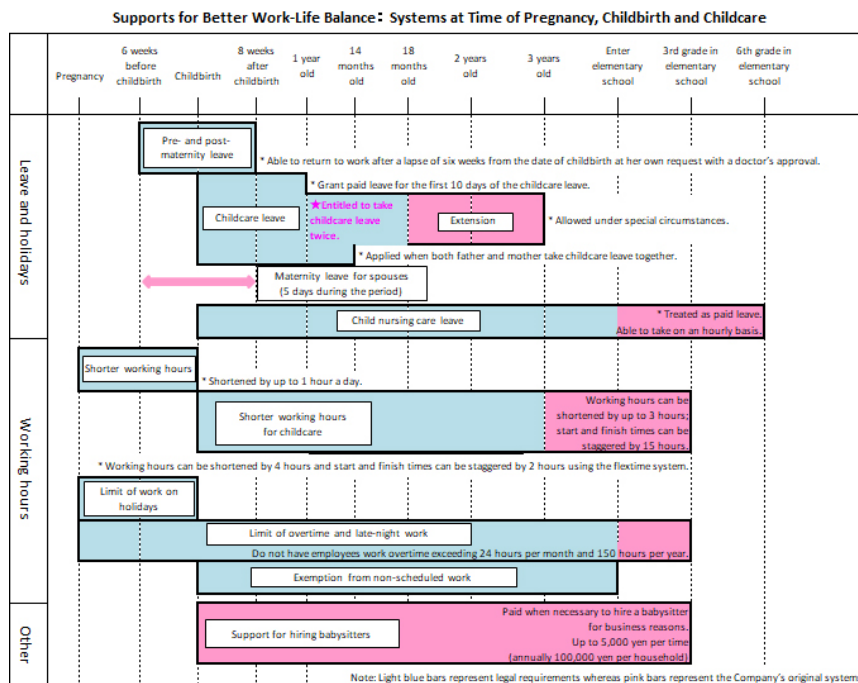 Supports for Better Work-Life Balance: Systems at Time of Pregnancy, Childbirth and Childcare
Pregnancy
6 weeks
before
childbirth
Childbirth
8 weeks
after
childbirth
1 year
old
14
months
old
18
months
old
2 years
old
3 years
old
Enter
elementary
school
3rd grade in
elementary
school
6th grade in
elementary
school
Leave and holidays
Pre- and post-
maternity leave
* Able to return to work after a lapse of six weeks from the date of childbirth at her own request with a doctor's approval.
* Grant paid leave for the first 10 days of the childcare leave.
Childcare leave
★Entitled to take
childcare leave
twice.
Extension
* Allowed under special circumstances.
* Applied when both father and mother take childcare leave together.
Maternity leave for spouses
(5 days during the period)
Child nursing care leave
* Treated as paid leave.
Able to take on an hourly basis.
Working hours
Shorter working hours
* Shortened by up to 1 hour a day.
Shorter working hours
for childcare
Working hours can be
shortened by up to 3 hours;
start and finish times can be
staggered by 15 hours.
* Working hours can be shortened by 4 hours and start and finish times can be staggered by 2 hours using the flextime system.
Limit of work on
holidays
Limit of overtime and late-night work
Do not have employees work overtime exceeding 24 hours per month and 150 hours per year.
Exemption from non-scheduled work
Other
Support for hiring babysitters
Paid when necessary to hire a babysitter
for business reasons.
Up to 5,000 yen per time
(annually 100,000 yen per household)
Note: Light blue bars represent legal requirements whereas pink bars represent the Company's original system